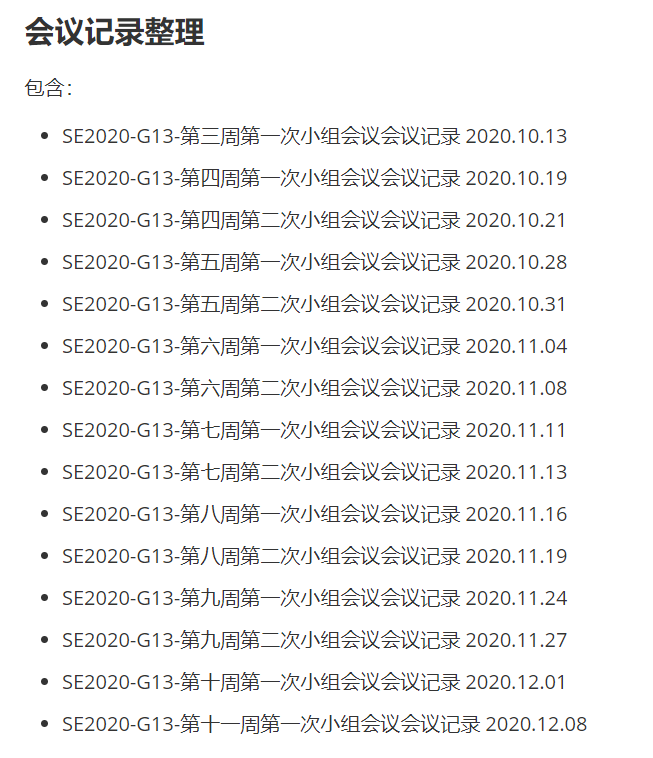 会议记录整理
包含：
SE2020-G13-第三周第一次小组会议会议记录 2020.10.13
SE2020-G13-第四周第一次小组会议会议记录 2020.10.19
SE2020-G13-第四周第二次小组会议会议记录 2020.10.21
SE2020-G13-第五周第一次小组会议会议记录 2020.10.28
SE2020-G13-第五周第二次小组会议会议记录 2020.10.31
SE2020-G13-第六周第一次小组会议会议记录 2020.11.04
SE2020-G13-第六周第二次小组会议会议记录 2020.11.08
SE2020-G13-第七周第一次小组会议会议记录 2020.11.11
SE2020-G13-第七周第二次小组会议会议记录 2020.11.13
SE2020-G13-第八周第一次小组会议会议记录 2020.11.16
SE2020-G13-第八周第二次小组会议会议记录 2020.11.19
SE2020-G13-第九周第一次小组会议会议记录 2020.11.24
SE2020-G13-第九周第二次小组会议会议记录 2020.11.27
SE2020-G13-第十周第一次小组会议会议记录 2020.12.01
SE2020-G13-第十一周第一次小组会议会议记录 2020.12.08